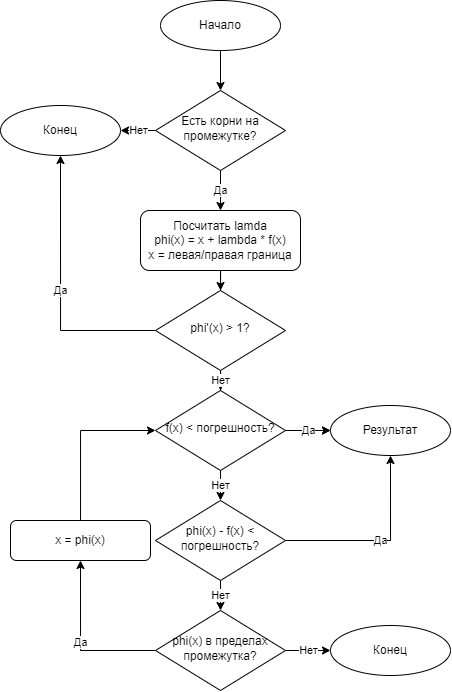 Начало
Есть корни на
промежутке?
Нет
Конец
Да
Посчитать lamda
phi(x) = x + lambda * f(x)
x = левая/правая граница
Да
phi'(x) > 1?
Нет
f(x) < погрешность?
Да
Результат
Нет
x = phi(x)
phi(x) - f(x) <
погрешность?
Да
Нет
Да
phi(x) в пределах
промежутка?
Нет
Конец